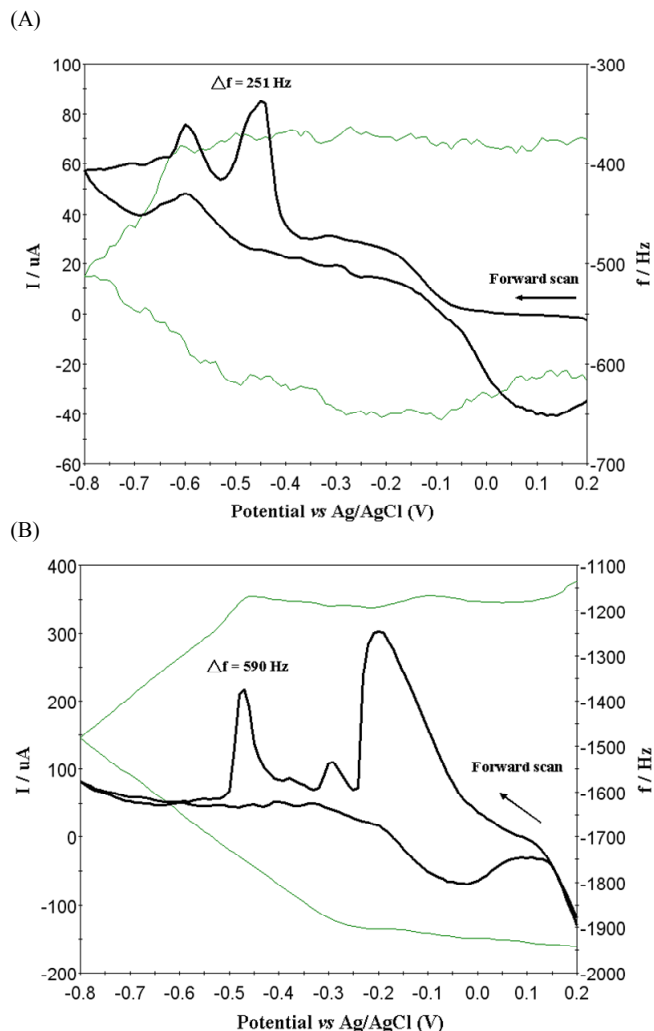 (A)
△f = 251 Hz
100
80
60
40
20
0
-20
-40
-60
I / uA
-300
-400
-500
-600
-700
f / Hz
Forward scan
-0.8 -0.7 -0.6 -0.5 -0.4 -0.3 -0.2 -0.1 0.0 0.1 0.2
Potential vs Ag/AgCl (V)
(B)
△f = 590 Hz
400
300
200
100
0
-100
-200
I / uA
-1100
-1200
-1300
-1400
-1500
-1600
-1700
-1800
-1900
-2000
f / Hz
Forward scan
-0.8 -0.7 -0.6 -0.5 -0.4 -0.3 -0.2 -0.1 0.0 0.1 0.2
Potential vs Ag/AgCl (V)